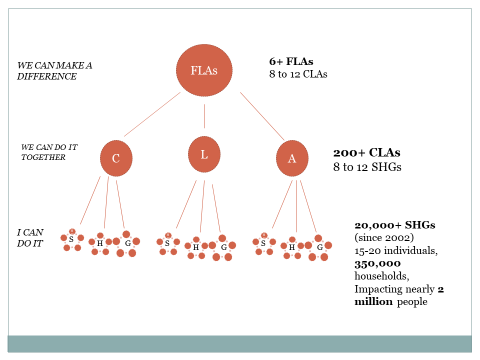 WE CAN MAKE A
DIFFERENCE
FLAs
6+ FLAs
8 to 12 CLAs
WE CAN DO IT
TOGETHER
C
L
A
200+ CLAs
8 to 12 SHGs
I CAN
DO IT
S
H
G
S
H
G
S
H
G
20,000+ SHGs
(since 2002)
15-20 individuals,
350,000
households,
Impacting nearly 2
million people